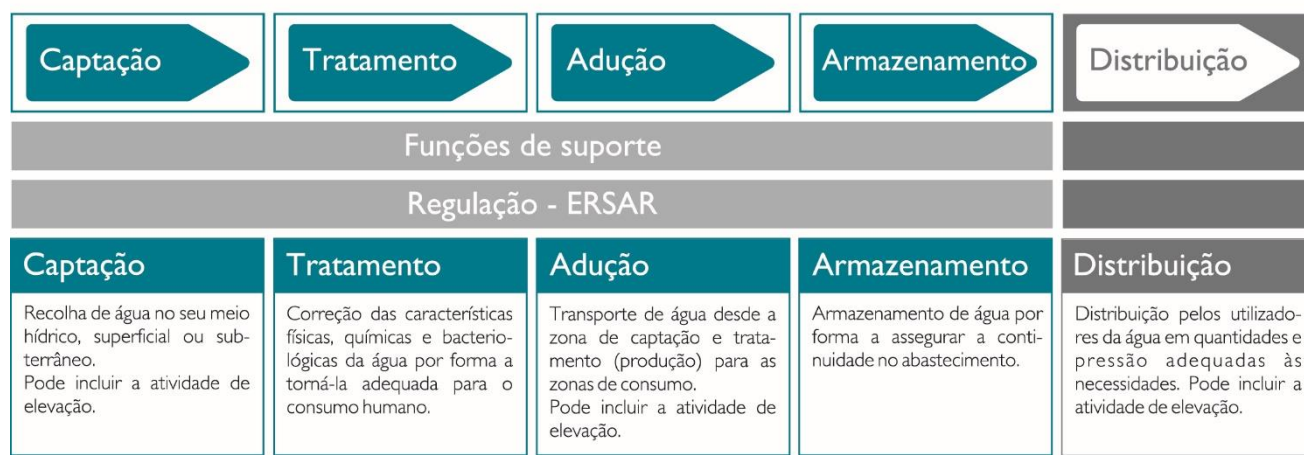 Captação
Tratamento
Adução
Armazenamento
Distribuição
Funções de suporte
Regulação - ERSAR
Captação
Recolha de água no seu meio
hídrico, superficial ou sub-
terrâneo.
Pode incluir a atividade de
elevação.
Tratamento
Correção das características
físicas, químicas e bacterio-
lógicas da água por forma a
torná-la adequada para o
consumo humano.
Adução
Transporte de água desde a
zona de captação e trata-
mento (produção) para as
zonas de consumo.
Pode incluir a atividade de
elevação.
Armazenamento
Armazenamento de água por
forma a assegurar a conti-
nuidade no abastecimento.
Distribuição
Distribuição pelos utilizado-
res da água em quantidades e
pressão adequadas às
necessidades. Pode incluir a
atividade de elevação.